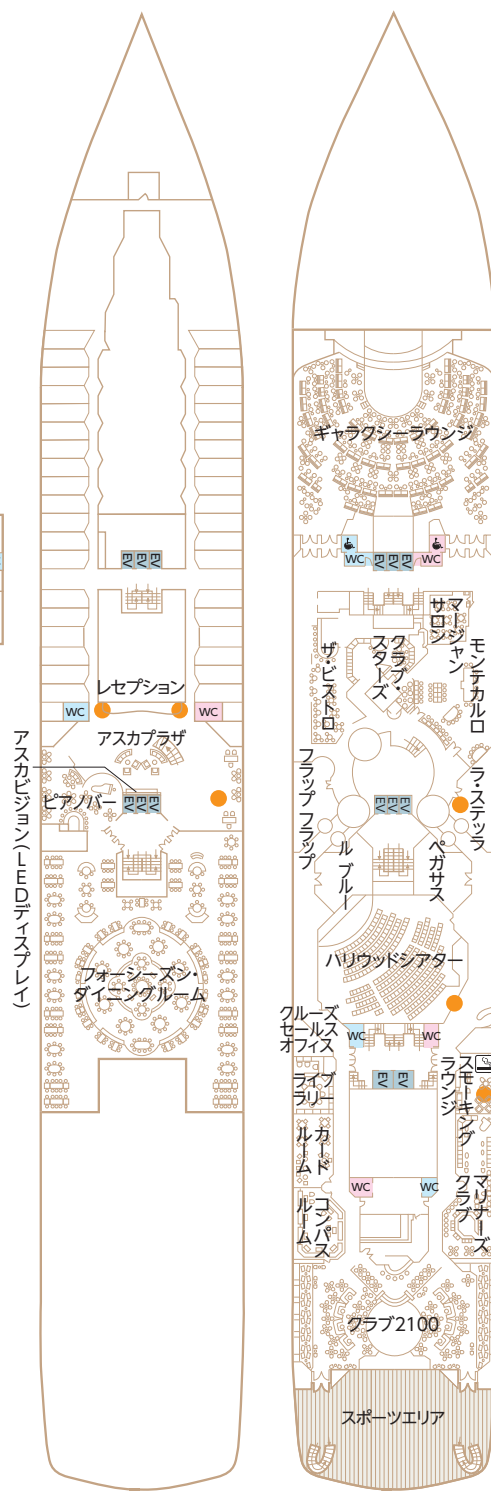 EV EV EV
レセプション
WC WC
アスカプラザ
アスカビジョン(LEDディスプレイ)
ピアノバー
EV EV EV
フォーシーズン・
ダイニングルーム
ギャラクシーラウンジ
WC EV EV EV WC
マージャン
サロン
クラブ・
スターズ
ザ・ビストロ
モンテカルロ
フラップ フラップ
EV EV EV
ラ・ステッラ
ル ブルー
ペガサス
ハリウッドシアター
クルーズ
セールス
オフィス
WC WC
EV EV
ライブ
ラリー
スモーキング
ラウンジ
カード
ルーム
WC WC
コンパス
ルーム
マリナーズ
クラブ
クラブ2100
スポーツエリア